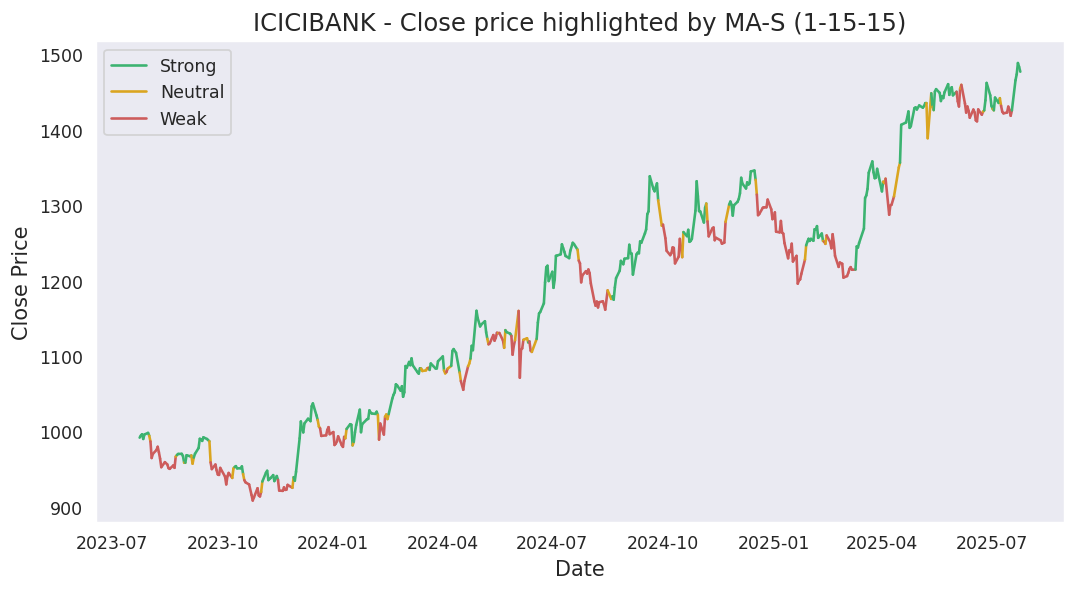 ICICIBANK - Close price highlighted by MA-S (1-15-15)
Strong
Neutral
Weak
Close Price
1500
1400
1300
1200
1100
1000
900
2023-07 2023-10 2024-01 2024-04 2024-07 2024-10 2025-01 2025-04 2025-07
Date